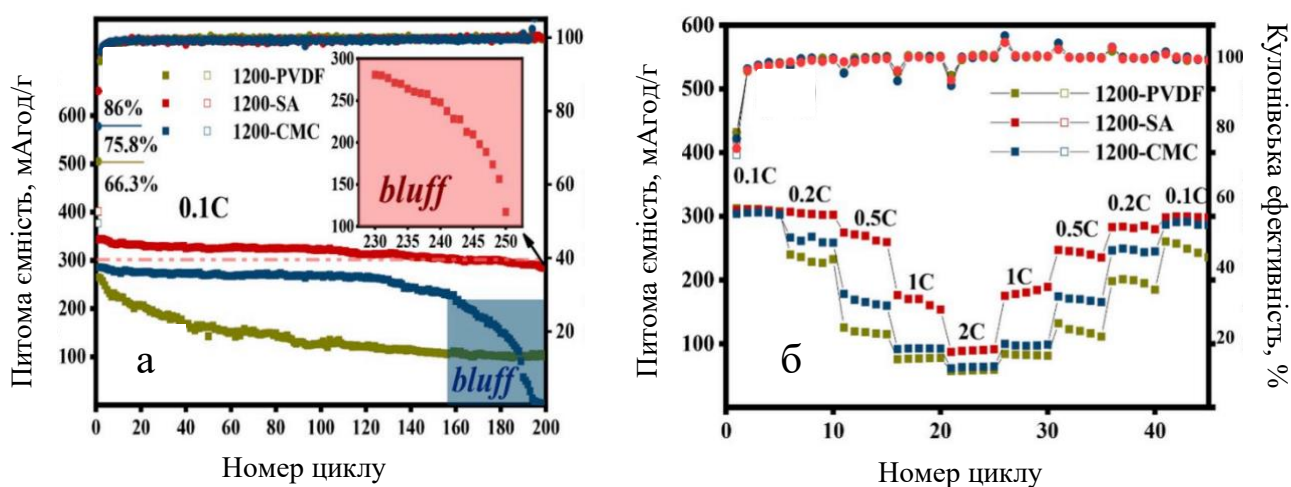 Питома ємність, мАгод/г
600
500
400
300
200
100
100
80
60
40
20
1200-PVDF
1200-SA
1200-CMC
86%
75.8%
66.3%
0.1C
300
250
200
150
100
bluff
230 235 240 245 250
bluff
а
0 20 40 60 80 100 120 140 160 180 200
Номер циклу
Питома ємність, мАгод/г
600
500
400
300
200
100
0
100
80
60
40
20
Кулонівська ефективність, %
1200-PVDF
1200-SA
1200-CMC
0.1C
0.2C
0.5C
1C
2C
1C
0.5C
0.2C
0.1C
б
0 10 20 30 40
Номер циклу